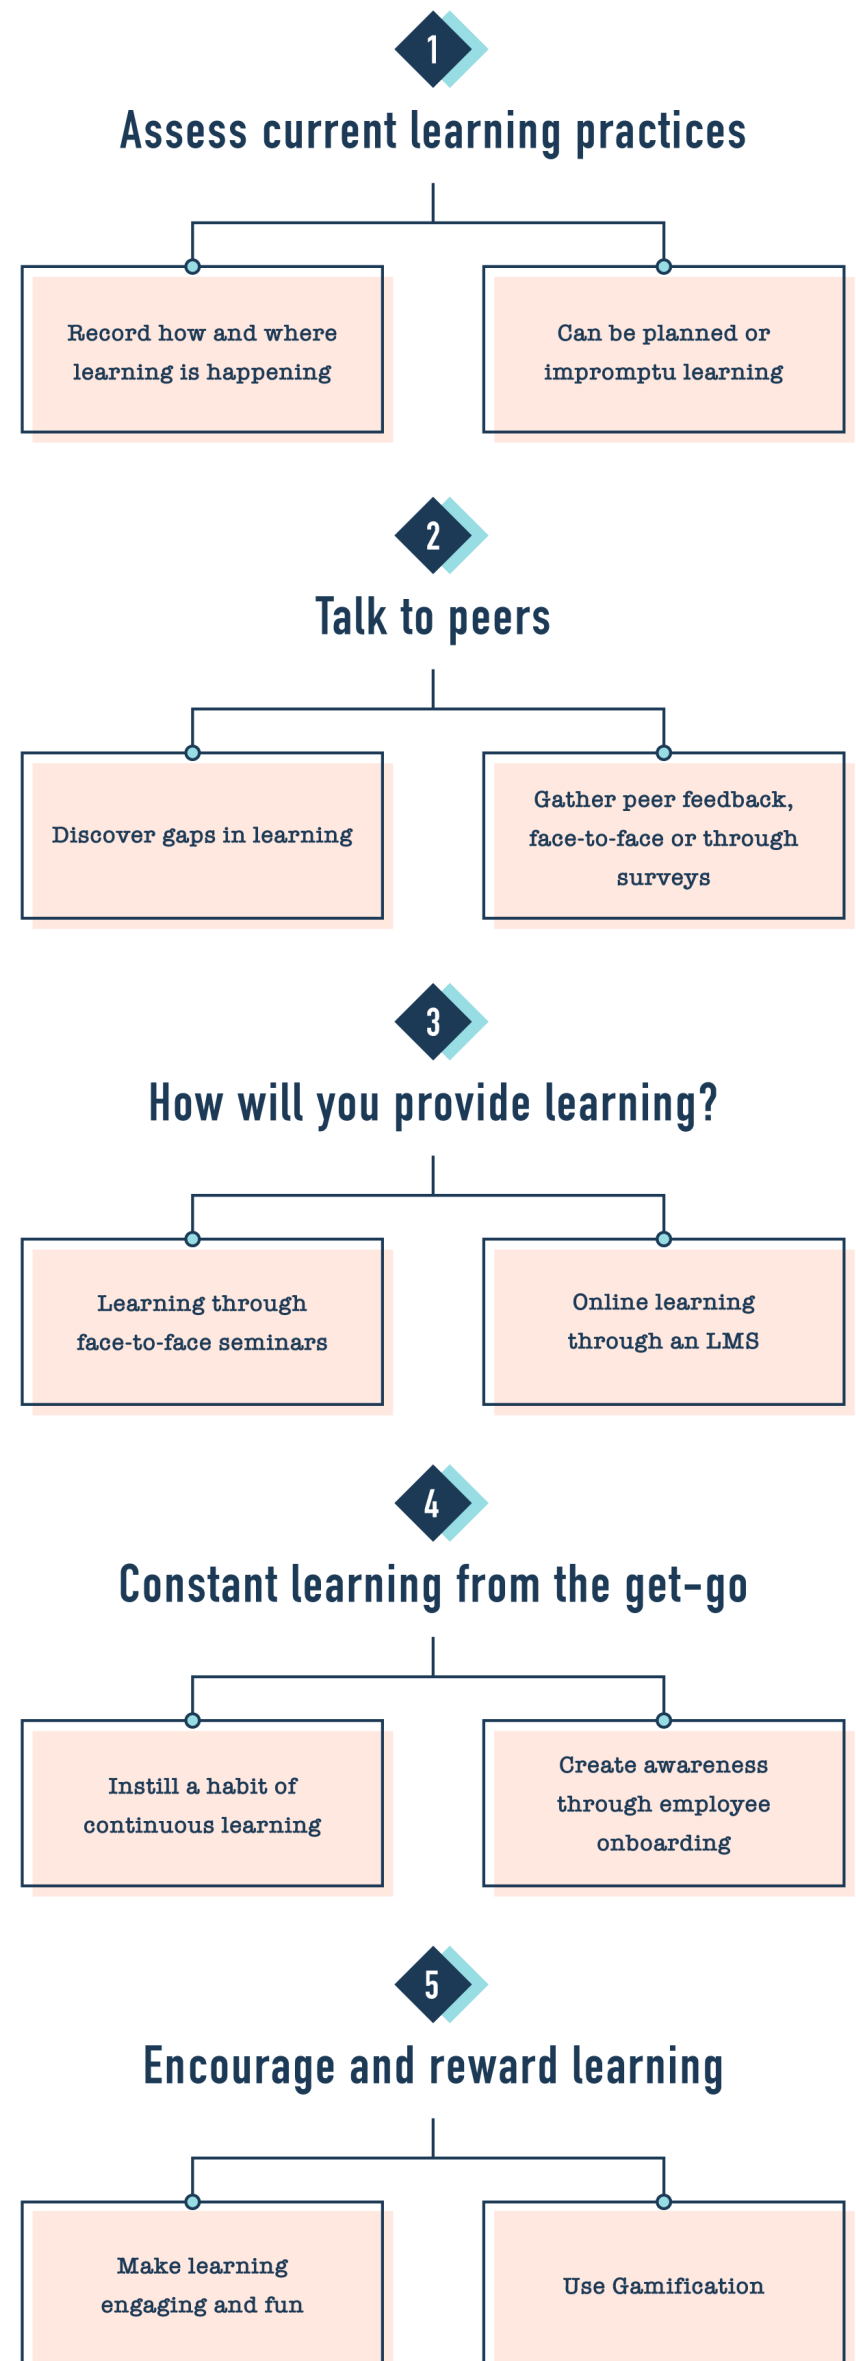 1
Assess current learning practices
Record how and where
learning is happening
Can be planned or
impromptu learning
2
Talk to peers
Discover gaps in learning
Gather peer feedback,
face-to-face or through
surveys
3
How will you provide learning?
Learning through
face-to-face seminars
Online learning
through an LMS
4
Constant learning from the get-go
Instill a habit of
continuous learning
Create awareness
through employee
onboarding
5
Encourage and reward learning
Make learning
engaging and fun
Use Gamification